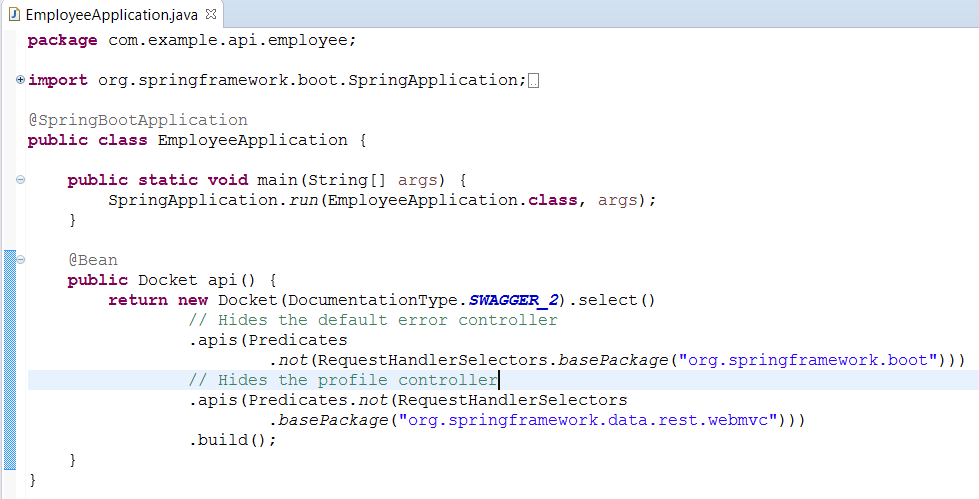 EmployeeApplication.java
package com.example.api.employee;
import org.springframework.boot.SpringApplication;
@SpringBootApplication
public class EmployeeApplication {
public static void main(String[] args) {
SpringApplication.run(EmployeeApplication.class, args);
}
@Bean
public Docket api() {
return new Docket(DocumentationType.SWAGGER_2).select()
// Hides the default error controller
.apis(Predicates
.not(RequestHandlerSelectors.basePackage("org.springframework.boot")))
// Hides the profile controller
.apis(Predicates.not(RequestHandlerSelectors
.basePackage("org.springframework.data.rest.webmvc")))
.build();
}
}